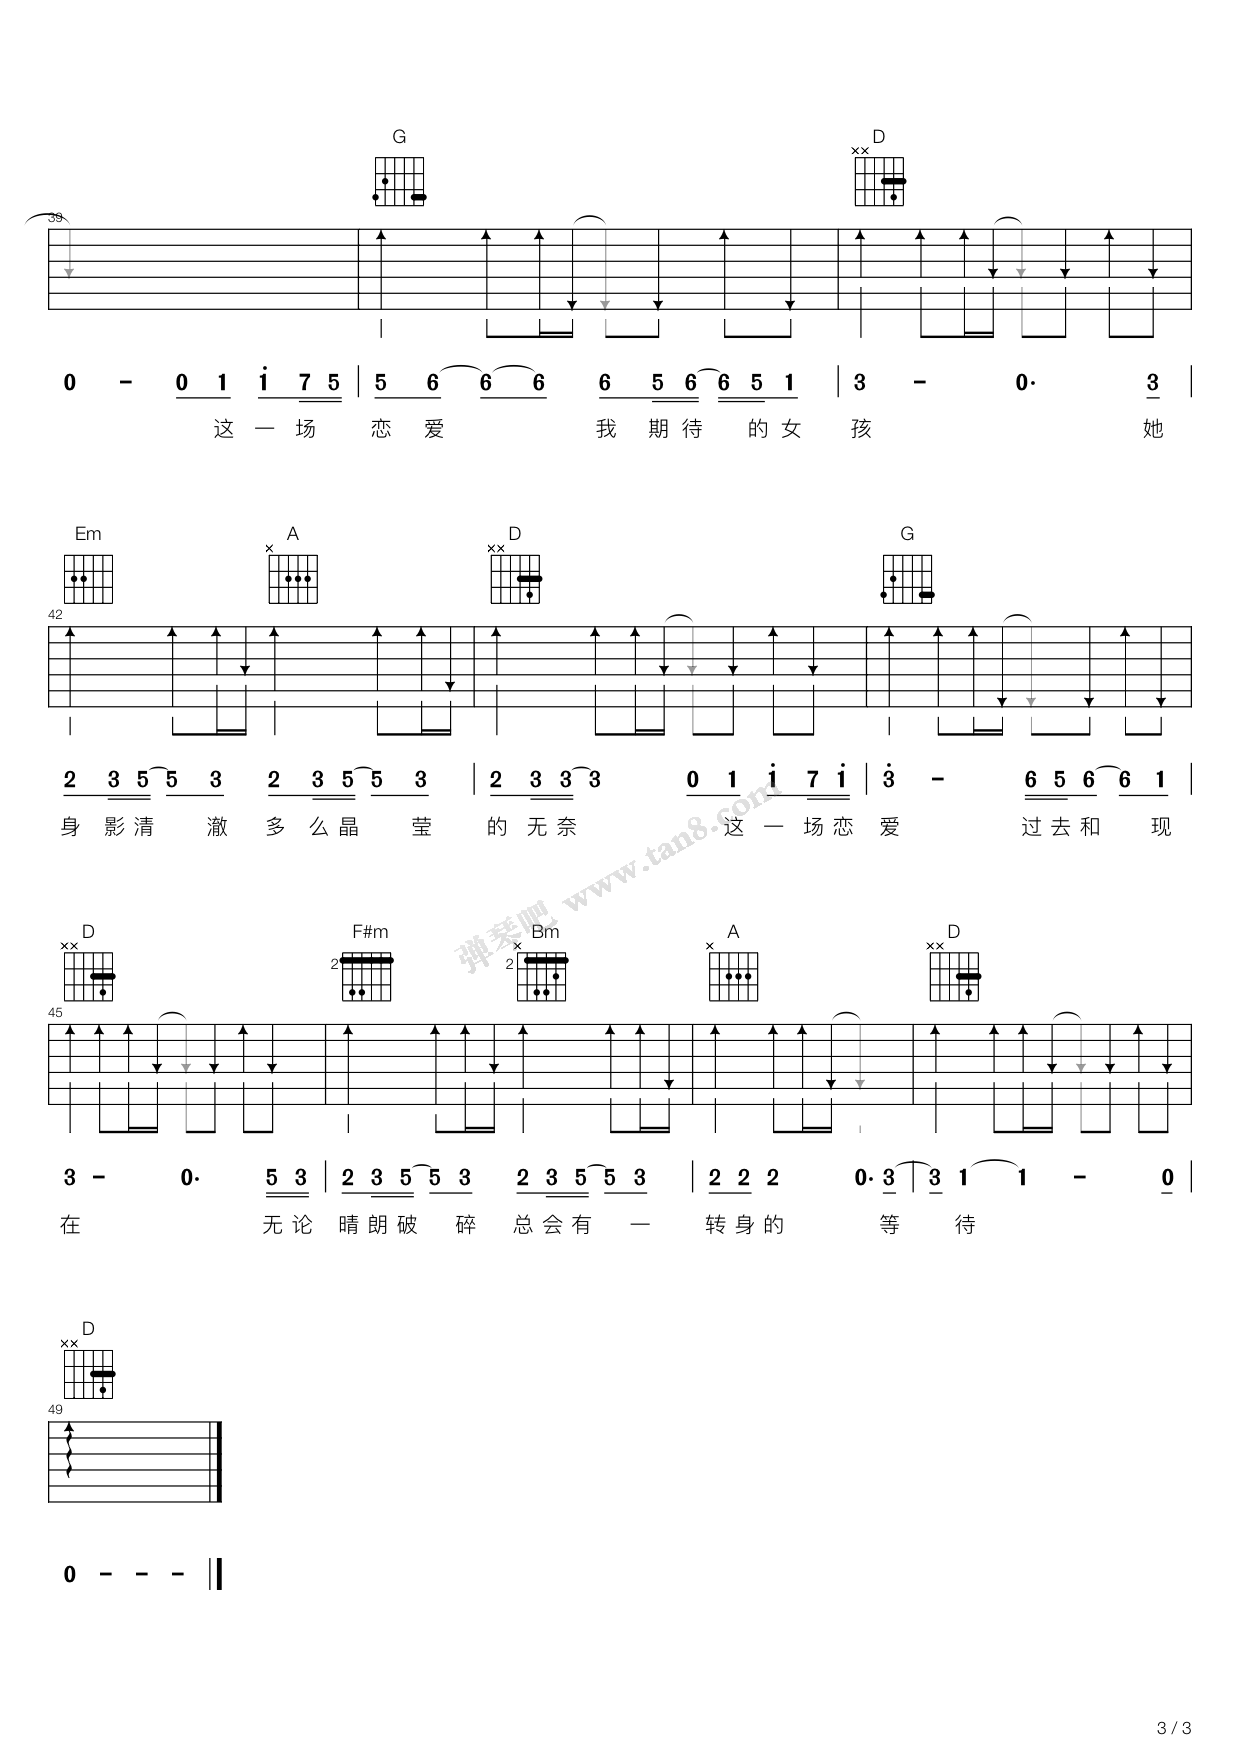 G D
×× 
39
0 - 0 1 1 7 5 5 6 6 6 6 5 6 6 5 1 3 - 0· 3
这 一 场 恋 爱 我 期 待 的 女 孩 她
Em A D G
× ××
42
2 3 5 5 3 2 3 5 5 3 2 3 3 3 0 1 1 7 1 3 - 6 5 6 6 1
身 影 清 澈 多 么 晶 莹 的 无 奈 这 一 场 恋 爱 过 去 和 现
弹琴吧 www.tan8.com
D F#m Bm A D
×× × × ××
2 2
45
3 - 0· 5 3 2 3 5 5 3 2 3 5 5 3 2 2 2 0· 3 3 1 1 - 0
在 无 论 晴 朗 破 碎 总 会 有 一 转 身 的 等 待
D
××
49
0 - - -
3 / 3